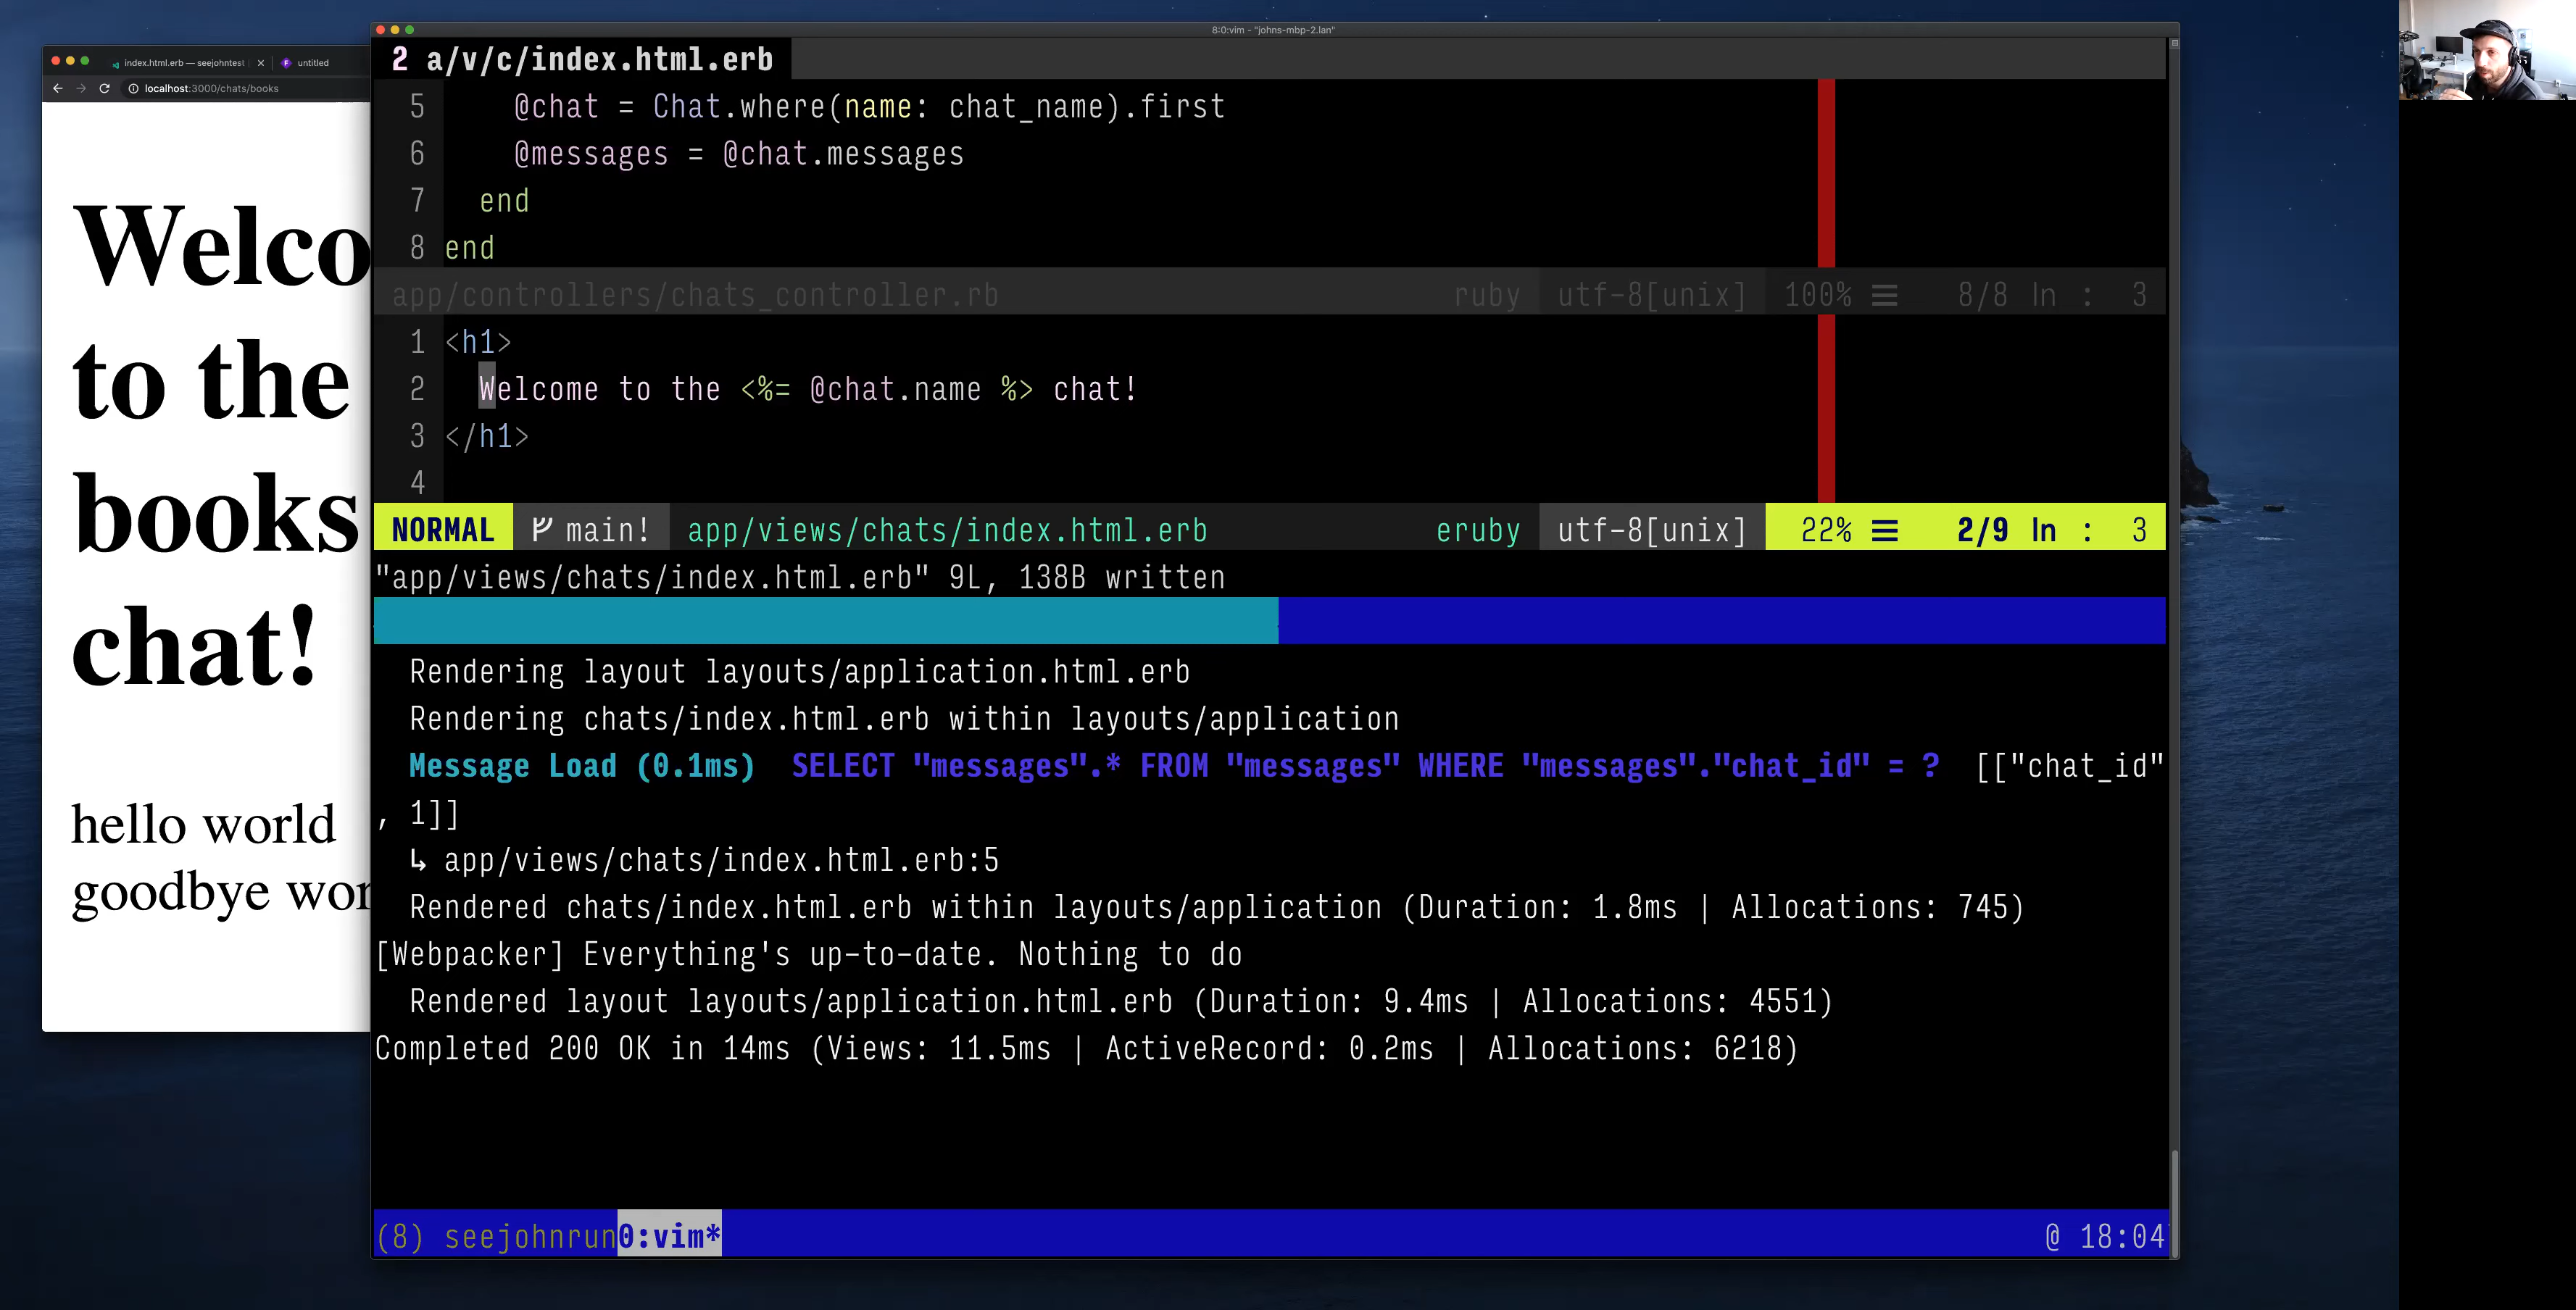 index.html.erb — seejohntest
untitled
localhost:3000/chats/books
Welco
to the
books
chat!
hello world
goodbye wor
8:0:vim - "johns-mbp-2.lan"
2 a/v/c/index.html.erb
5 @chat = Chat.where(name: chat_name).first
6 @messages = @chat.messages
7 end
8 end
app/controllers/chats_controller.rb ruby utf-8[unix] 100% ☰ 8/8 ln : 3
1 <h1>
2 Welcome to the <%= @chat.name %> chat!
3 </h1>
4
NORMAL main! app/views/chats/index.html.erb eruby utf-8[unix] 22% ☰ 2/9 ln : 3
"app/views/chats/index.html.erb" 9L, 138B written
Rendering layout layouts/application.html.erb
Rendering chats/index.html.erb within layouts/application
Message Load (0.1ms) SELECT "messages".* FROM "messages" WHERE "messages"."chat_id" = ? [["chat_id"
, 1]]
↳ app/views/chats/index.html.erb:5
Rendered chats/index.html.erb within layouts/application (Duration: 1.8ms | Allocations: 745)
[Webpacker] Everything's up-to-date. Nothing to do
Rendered layout layouts/application.html.erb (Duration: 9.4ms | Allocations: 4551)
Completed 200 OK in 14ms (Views: 11.5ms | ActiveRecord: 0.2ms | Allocations: 6218)
(8) seejohnrun0:vim* @ 18:04